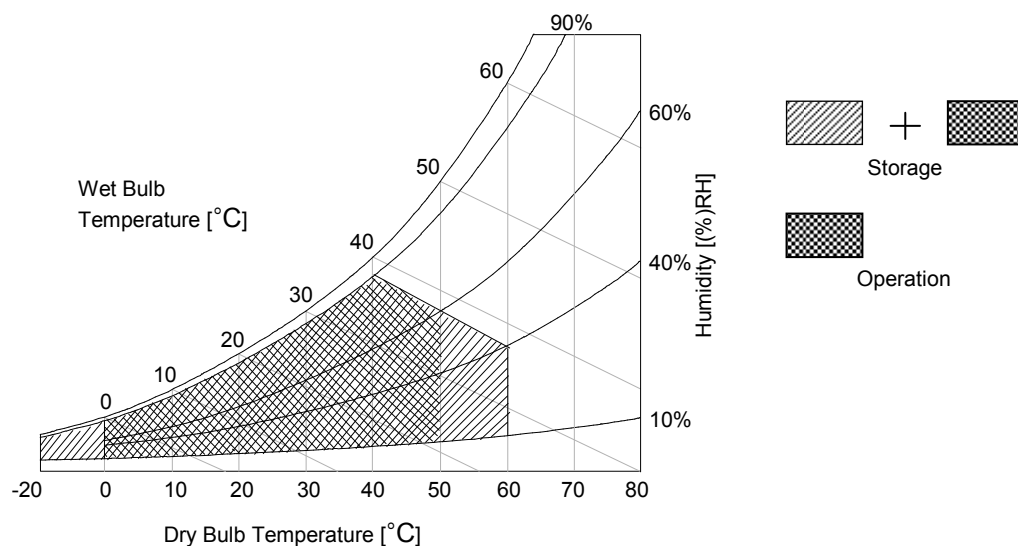 90%
60
60%
50
Wet Bulb
Temperature [°C]
Storage
40
Humidity [(%)RH]
40%
Operation
30
20
10
0
10%
-20 0 10 20 30 40 50 60 70 80
Dry Bulb Temperature [°C]